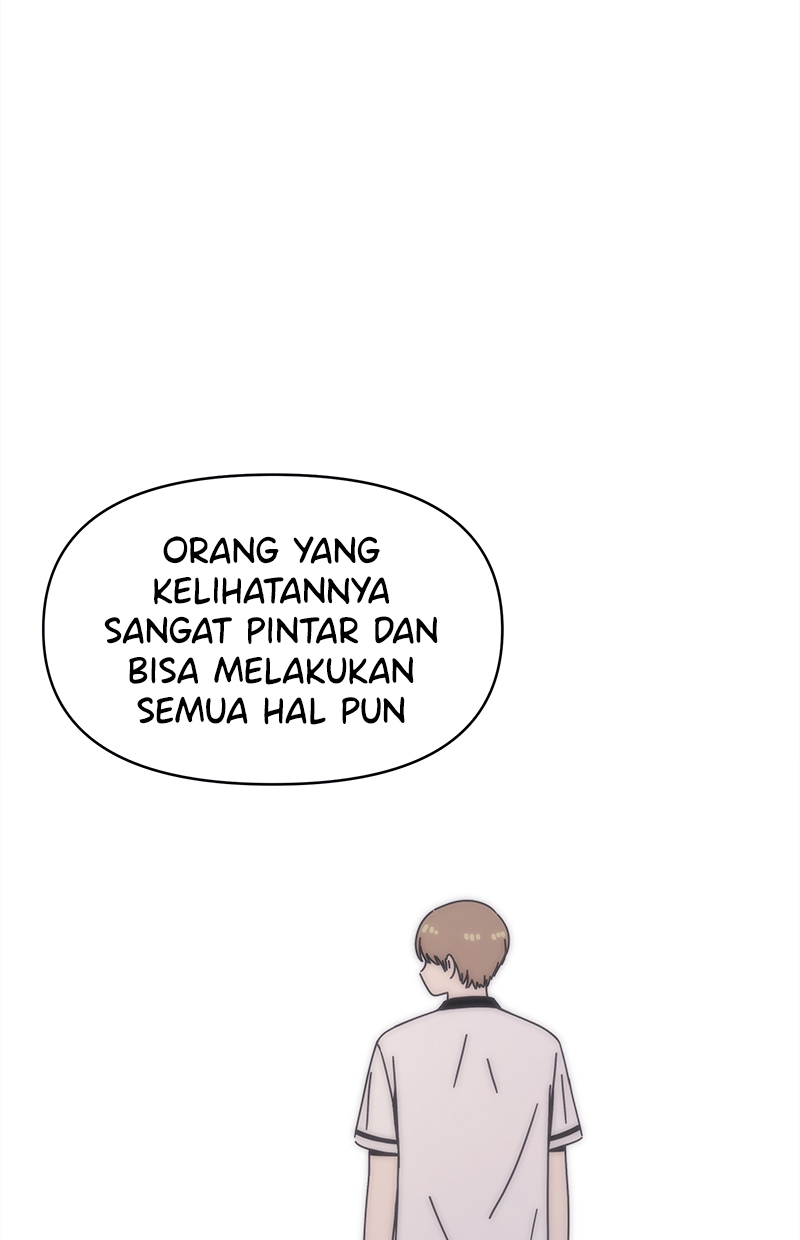 ORANG YANG
KELIHATANNYA
SANGAT PINTAR DAN
BISA MELAKUKAN
SEMUA HAL PUN